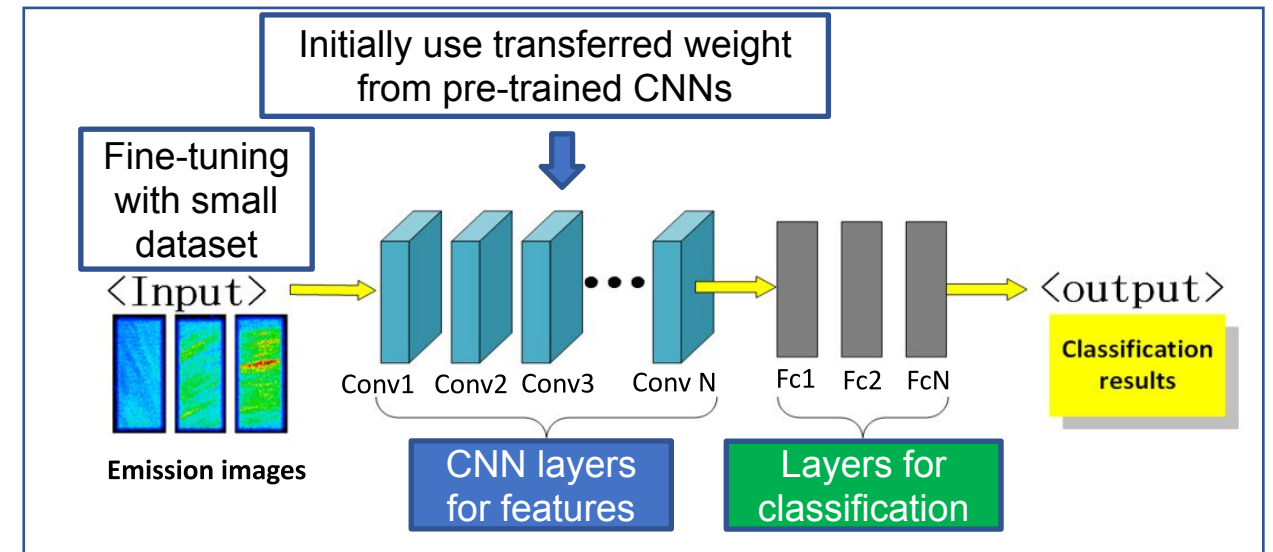 Initially use transferred weight
from pre-trained CNNs
Fine-tuning
with small
dataset
<Input>
<output>
Classification
results
Conv1
Conv2
Conv3
Conv N
Fc1
Fc2
FcN
Emission images
CNN layers
for features
Layers for
classification